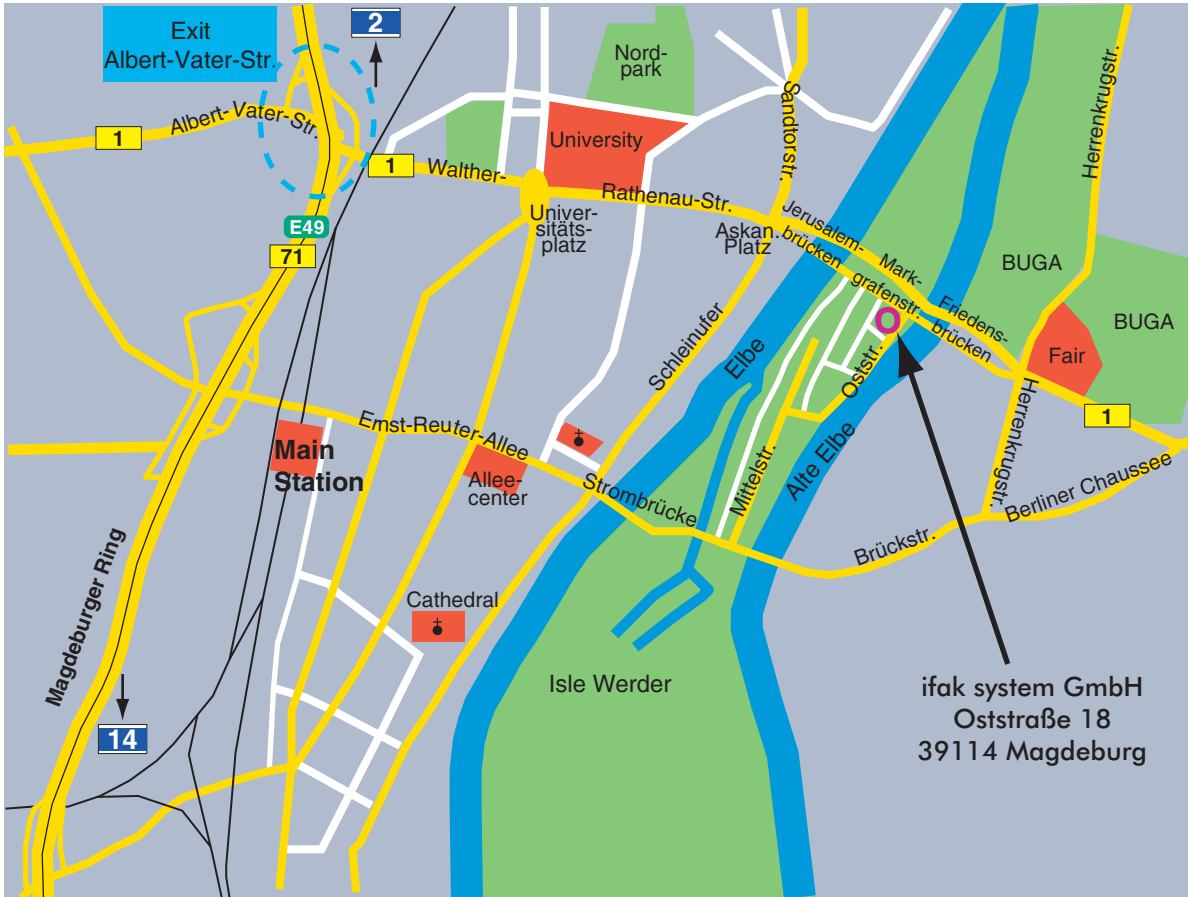 Exit
Albert-Vater-Str.
2
Nord-
park
Herrenkrugstr.
Sandtorstr.
Albert-Vater-Str.
1
University
1
Walther-
Rathenau-Str.
E49
71
Univer-
sitäts-
platz
Askan.
Platz
Jerusalem-
brücken
Mark-
grafenstr.
Friedens-
brücken
BUGA
BUGA
Fair
Schleinufer
Elbe
Oststr.
Herrenkrugstr.
1
Ernst-Reuter-Allee
Main
Station
Allee-
center
Strombrücke
Mittelstr.
Alte Elbe
Berliner Chaussee
Brückstr.
Magdeburger Ring
Cathedral
Isle Werder
14
ifak system GmbH
Oststraße 18
39114 Magdeburg